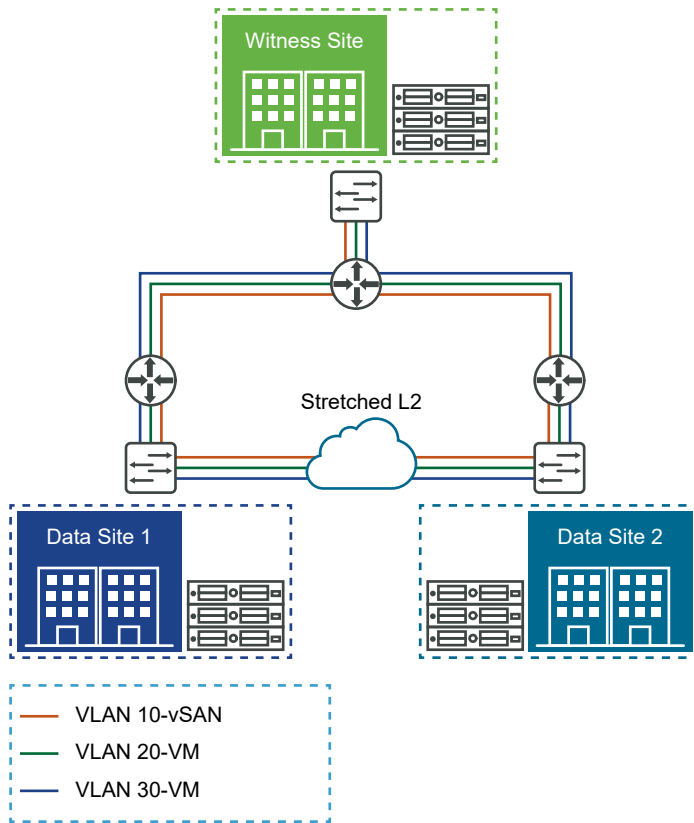 Witness Site
Stretched L2
Data Site 1
Data Site 2
VLAN 10-vSAN
VLAN 20-VM
VLAN 30-VM